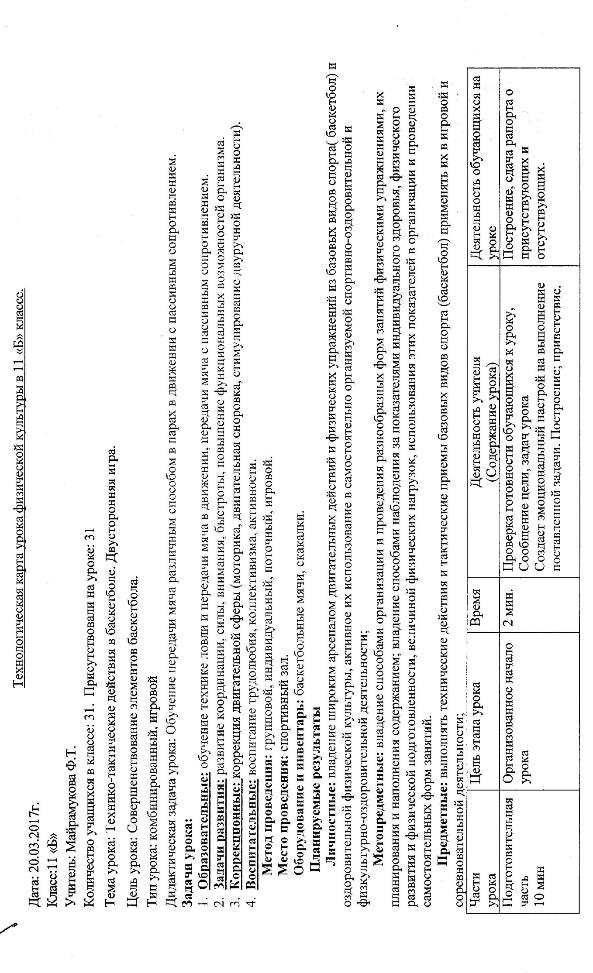 Технологическая карта урока физической культуры в 11 «Б» классе.
Дата: 20.03.2017г.
Класс:11 «Б»
Учитель: Майрамукова Ф.Т.
Количество учащихся в классе: 31. Присутствовали на уроке: 31
Тема урока: Технико-тактические действия в баскетболе. Двусторонняя игра.
Цель урока: Совершенствование элементов баскетбола.
Тип урока: комбинированный, игровой
Дидактическая задача урока: Обучение передачи мяча различным способом в парах в движении с пассивным сопротивлением.
Задачи урока:
1. Образовательные: обучение технике ловли и передачи мяча в движении, передачи мяча с пассивным сопротивлением.
2. Задачи развития: развитие координации, силы, внимания, быстроты, повышение функциональных возможностей организма.
3. Коррекционные: коррекция двигательной сферы (моторика, двигательная сноровка, стимулирование двуручной деятельности).
4. Воспитательные: воспитание трудолюбия, коллективизма, активности.
Метод проведения: групповой, индивидуальный, поточный, игровой.
Место проведения: спортивный зал.
Оборудование и инвентарь: баскетбольные мячи, скакалки.
Планируемые результаты
Личностные: владение широким арсеналом двигательных действий и физических упражнений из базовых видов спорта( баскетбол) и
оздоровительной физической культуры, активное их использование в самостоятельно организуемой спортивно-оздоровительной и
физкультурно-оздоровительной деятельности;
Метопредметные: владение способами организации и проведения разнообразных форм занятий физическими упражнениями, их
планирования и наполнения содержанием; владение способами наблюдения за показателями индивидуального здоровья, физического
развития и физической подготовленности, величиной физических нагрузок, использования этих показателей в организации и проведении
самостоятельных форм занятий.
Предметные: выполнять технические действия и тактические приемы базовых видов спорта (баскетбол) применять их в игровой и
соревновательной деятельности;
Части урока
Цель этапа урока
Время
Деятельность учителя
(Содержание урока)
Деятельность обучающихся на
уроке
Подготовительная
часть
10 мин
Организованное начало
урока
2 мин.
Проверка готовности обучающихся к уроку,
Сообщение цели, задач урока
Создает эмоциональный настрой на выполнение
поставленной задачи. Построение; приветствие.
Построение, сдача рапорта о
присутствующих и
отсутствующих.